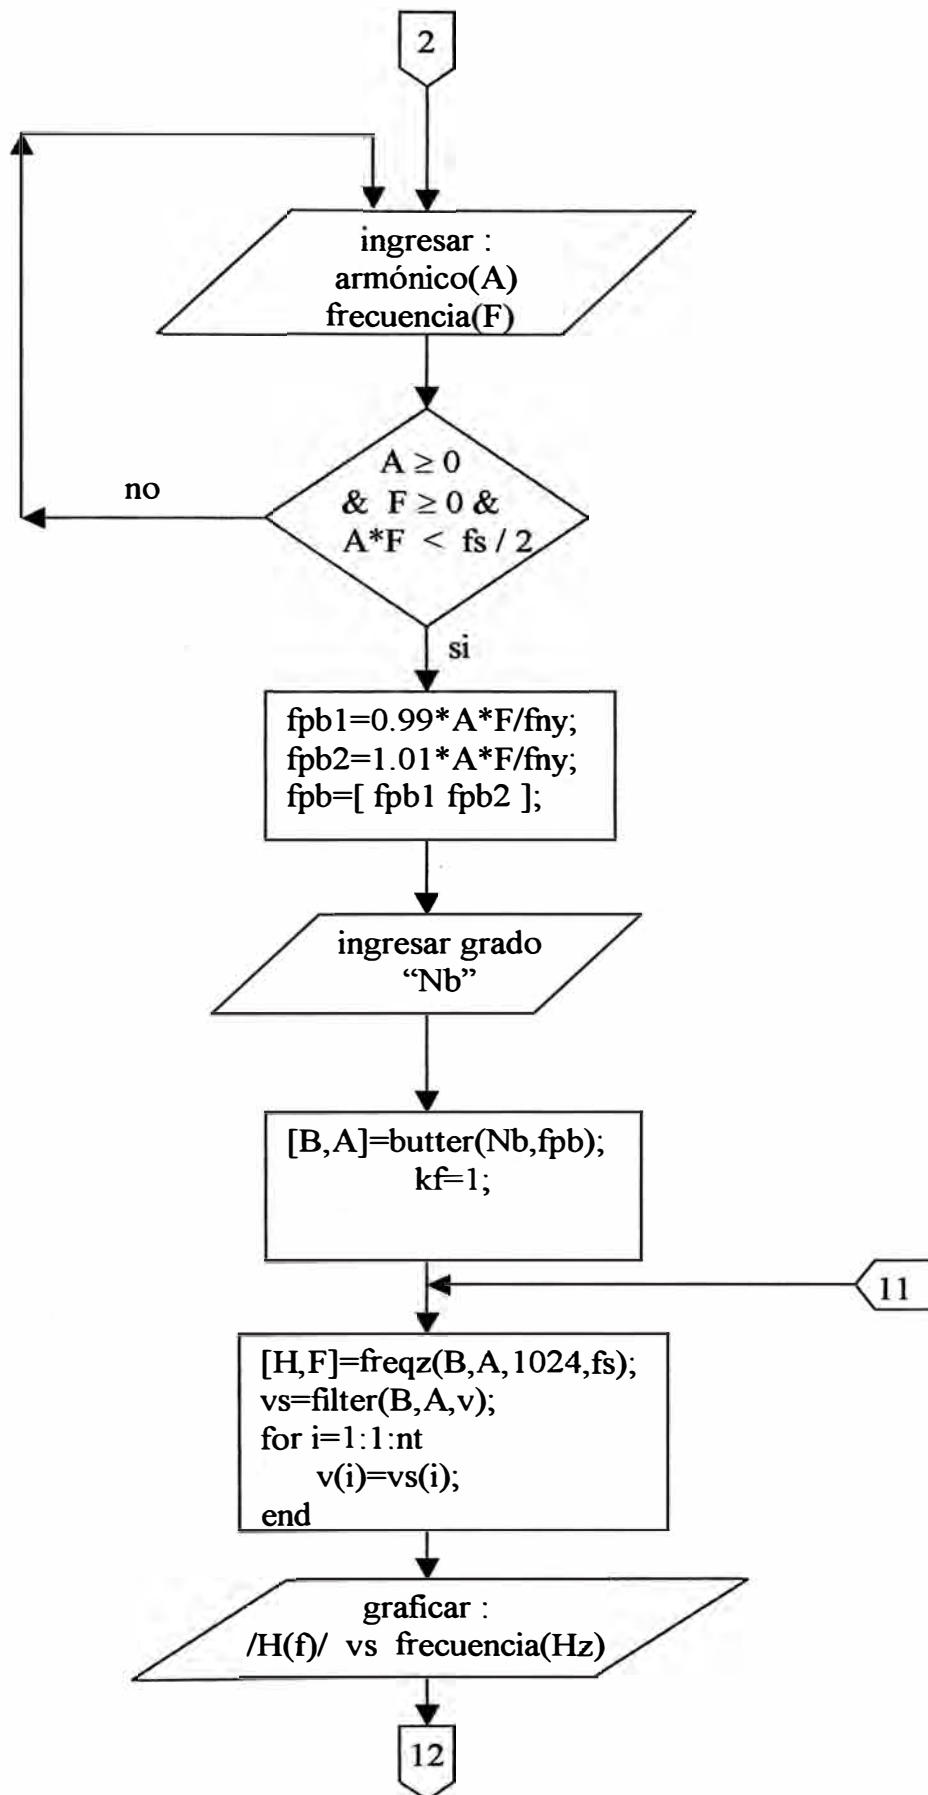 2
ingresar :
armónico(A)
frecuencia(F)
A ≥ 0
& F ≥ 0 &
A*F < fs / 2
no
si
fpb1=0.99*A*F/fny;
fpb2=1.01*A*F/fny;
fpb=[ fpb1 fpb2 ];
ingresar grado
“Nb”
[B,A]=butter(Nb,fpb);
kf=1;
11
[H,F]=freqz(B,A,1024,fs);
vs=filter(B,A,v);
for i=1:1:nt
v(i)=vs(i);
end
graficar :
/H(f)/ vs frecuencia(Hz)
12